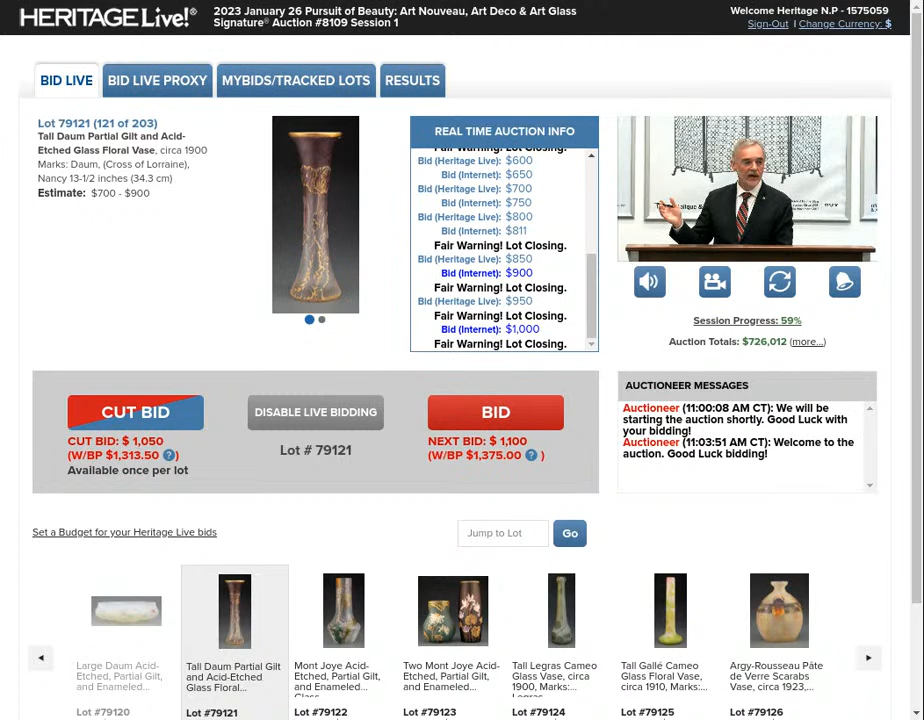 HERITAGE Live!®
2023 January 26 Pursuit of Beauty: Art Nouveau, Art Deco & Art Glass
Signature® Auction #8109 Session 1
Welcome Heritage N.P - 1575059
Sign-Out | Change Currency: $
BID LIVE
BID LIVE PROXY
MYBIDS/TRACKED LOTS
RESULTS
Lot 79121 (121 of 203)
Tall Daum Partial Gilt and Acid-
Etched Glass Floral Vase, circa 1900
Marks: Daum, (Cross of Lorraine),
Nancy 13-1/2 inches (34.3 cm)
Estimate: $700 - $900
REAL TIME AUCTION INFO
Fair Warning! Lot Closing.
Bid (Heritage Live): $600
Bid (Internet): $650
Bid (Heritage Live): $700
Bid (Internet): $750
Bid (Heritage Live): $800
Bid (Internet): $811
Fair Warning! Lot Closing.
Bid (Heritage Live): $850
Bid (Internet): $900
Fair Warning! Lot Closing.
Bid (Heritage Live): $950
Fair Warning! Lot Closing.
Bid (Internet): $1,000
Fair Warning! Lot Closing.
Session Progress: 59%
Auction Totals: $726,012 (more...)
CUT BID
CUT BID: $ 1,050
(W/BP $1,313.50 ?)
Available once per lot
DISABLE LIVE BIDDING
Lot # 79121
BID
NEXT BID: $ 1,100
(W/BP $1,375.00 ? )
AUCTIONEER MESSAGES
Auctioneer (11:00:08 AM CT): We will be
starting the auction shortly. Good Luck with
your bidding!
Auctioneer (11:03:51 AM CT): Welcome to the
auction. Good Luck bidding!
Set a Budget for your Heritage Live bids
Jump to Lot
Go
Large Daum Acid-
Etched, Partial Gilt,
and Enameled...
Lot #79120
Tall Daum Partial Gilt
and Acid-Etched
Glass Floral...
Lot #79121
Mont Joye Acid-
Etched, Partial Gilt,
and Enameled...
Glass
Lot #79122
Two Mont Joye Acid-
Etched, Partial Gilt,
and Enameled...
Lot #79123
Tall Legras Cameo
Glass Vase, circa
1900, Marks:...
Legras
Lot #79124
Tall Gallé Cameo
Glass Floral Vase,
circa 1910, Marks:...
Lot #79125
Argy-Rousseau Pâte
de Verre Scarabs
Vase, circa 1923,...
Lot #79126